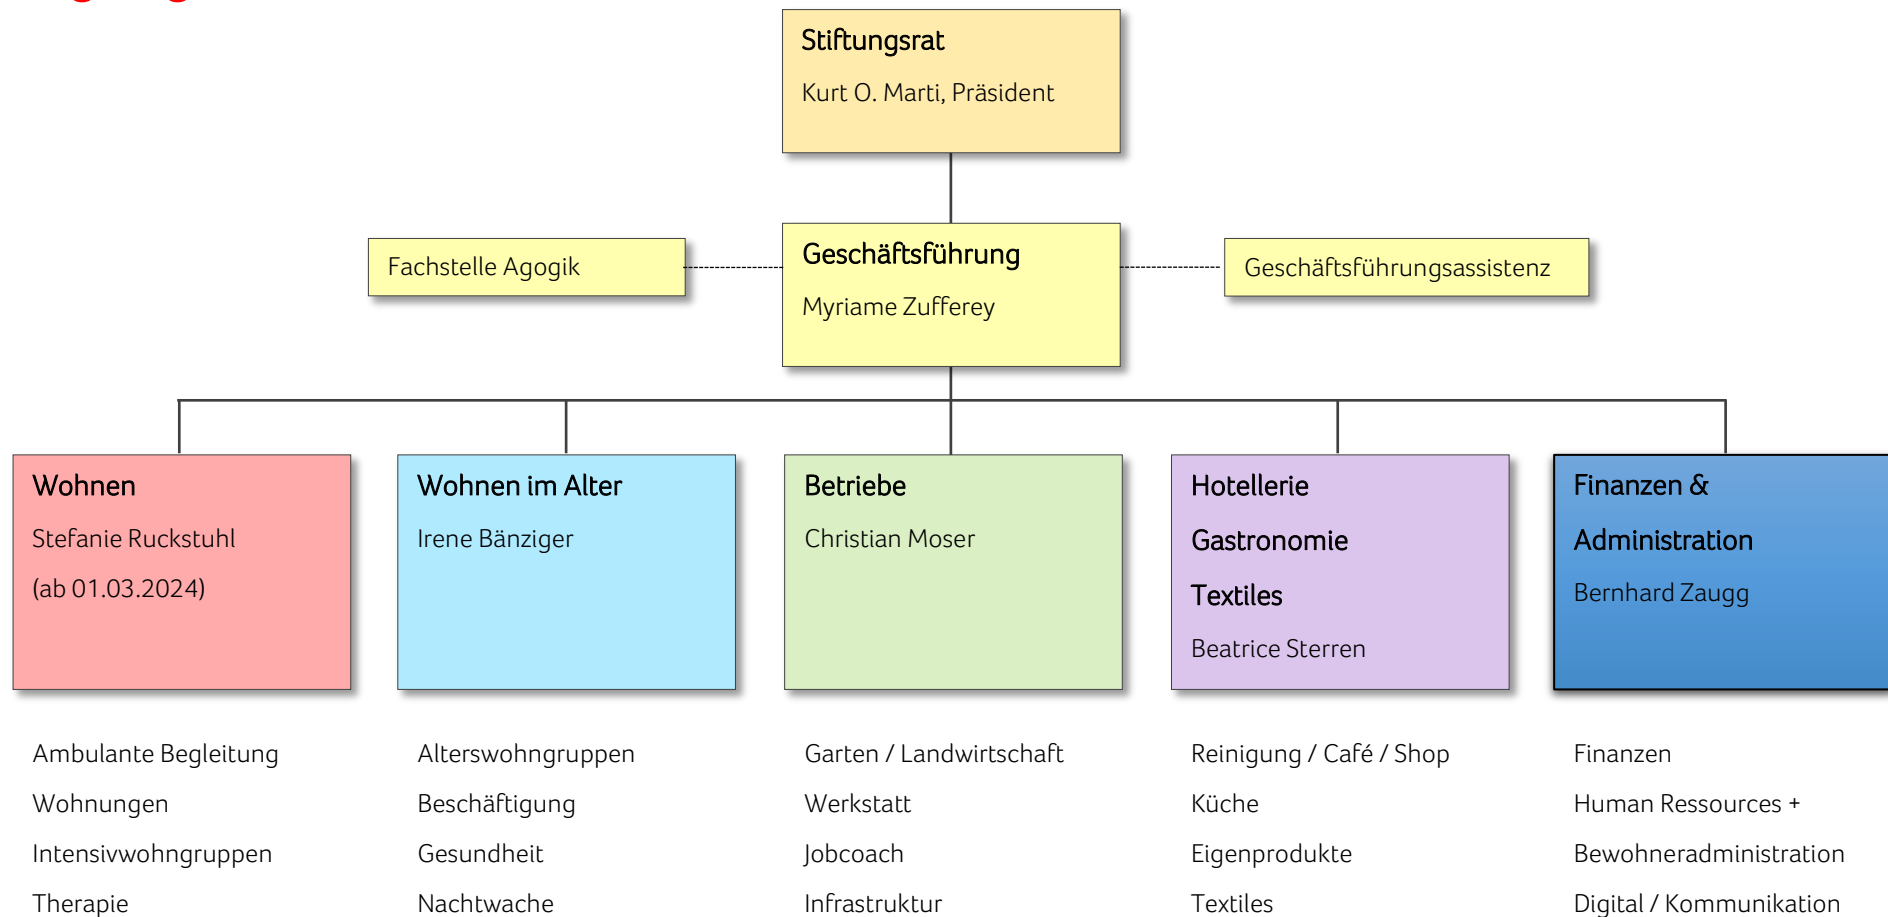 Stiftungsrat
Kurt O. Marti, Präsident
Fachstelle Agogik
Geschäftsführung
Myriame Zufferey
Geschäftsführungsassistenz
Wohnen
Stefanie Ruckstuhl
(ab 01.03.2024)
Wohnen im Alter
Irene Bänziger
Betriebe
Christian Moser
Hotellerie
Gastronomie
Textiles
Beatrice Sterren
Finanzen &
Administration
Bernhard Zaugg
Ambulante Begleitung
Wohnungen
Intensivwohngruppen
Therapie
Alterswohngruppen
Beschäftigung
Gesundheit
Nachtwache
Garten / Landwirtschaft
Werkstatt
Jobcoach
Infrastruktur
Reinigung / Café / Shop
Küche
Eigenprodukte
Textiles
Finanzen
Human Ressources +
Bewohneradministration
Digital / Kommunikation